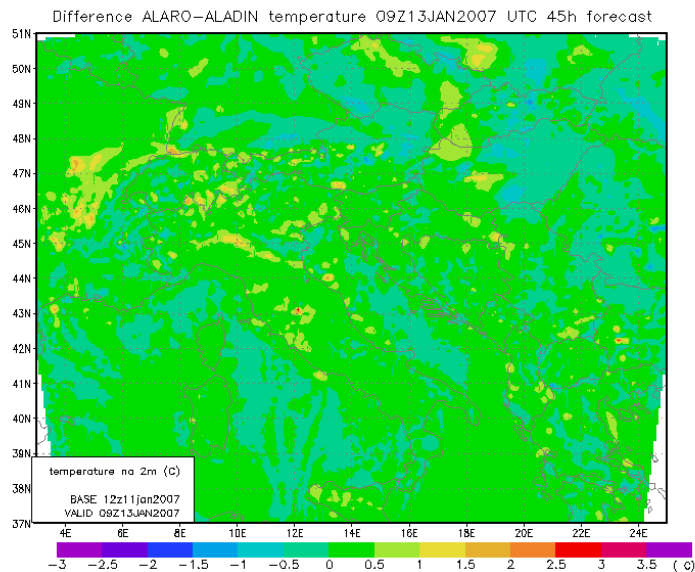 Difference ALARO-ALADIN temperature 09Z13JAN2007 UTC 45h forecast
51N
50N
49N
48N
47N
46N
45N
44N
43N
42N
41N
40N
39N
38N
37N
temperature na 2m (C)
BASE 12z11jan2007
VALID 09Z13JAN2007
4E 6E 8E 10E 12E 14E 16E 18E 20E 22E 24E
-3 -2.5 -2 -1.5 -1 -0.5 0 0.5 1 1.5 2 2.5 3 3.5 (C)